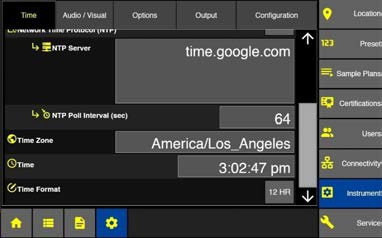 Time
Audio / Visual
Options
Output
Configuration
Network Time Protocol (NTP)
NTP Server
time.google.com
NTP Poll Interval (sec)
64
Time Zone
America/Los_Angeles
Time
3:02:47 pm
Time Format
12 HR
Location
123
Preset
Sample Plans
Certifications
Users
Connectivity
Instrument
Service